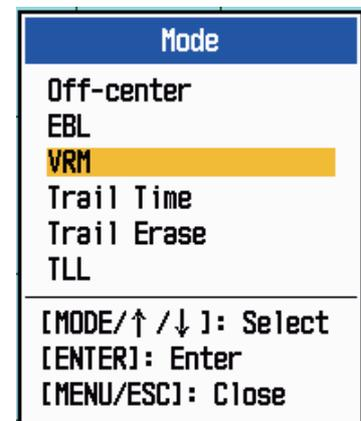 Mode
Off-center
EBL
VRM
Trail Time
Trail Erase
TLL
[MODE/↑/↓]: Select
[ENTER]: Enter
[MENU/ESC]: Close